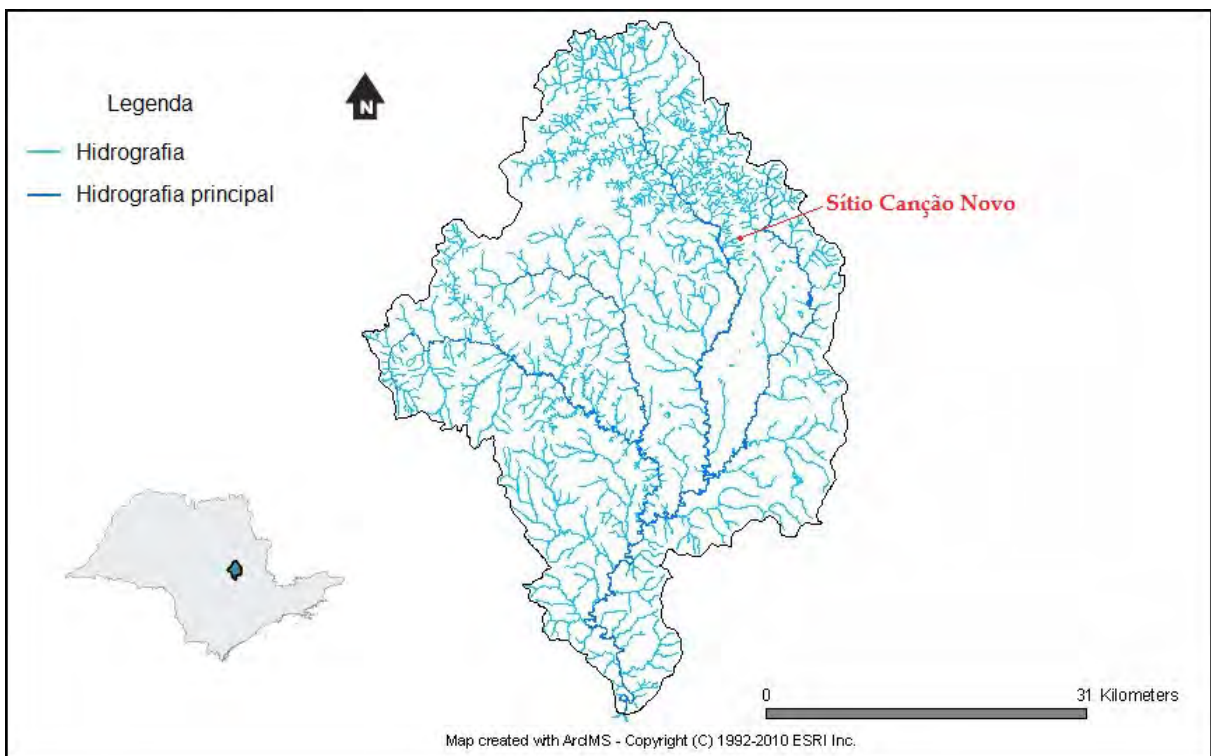 Legenda
N
Hidrografia
Hidrografia principal
Sítio Canção Novo
0
31 Kilometers
Map created with ArcIMS - Copyright (C) 1992-2010 ESRI Inc.